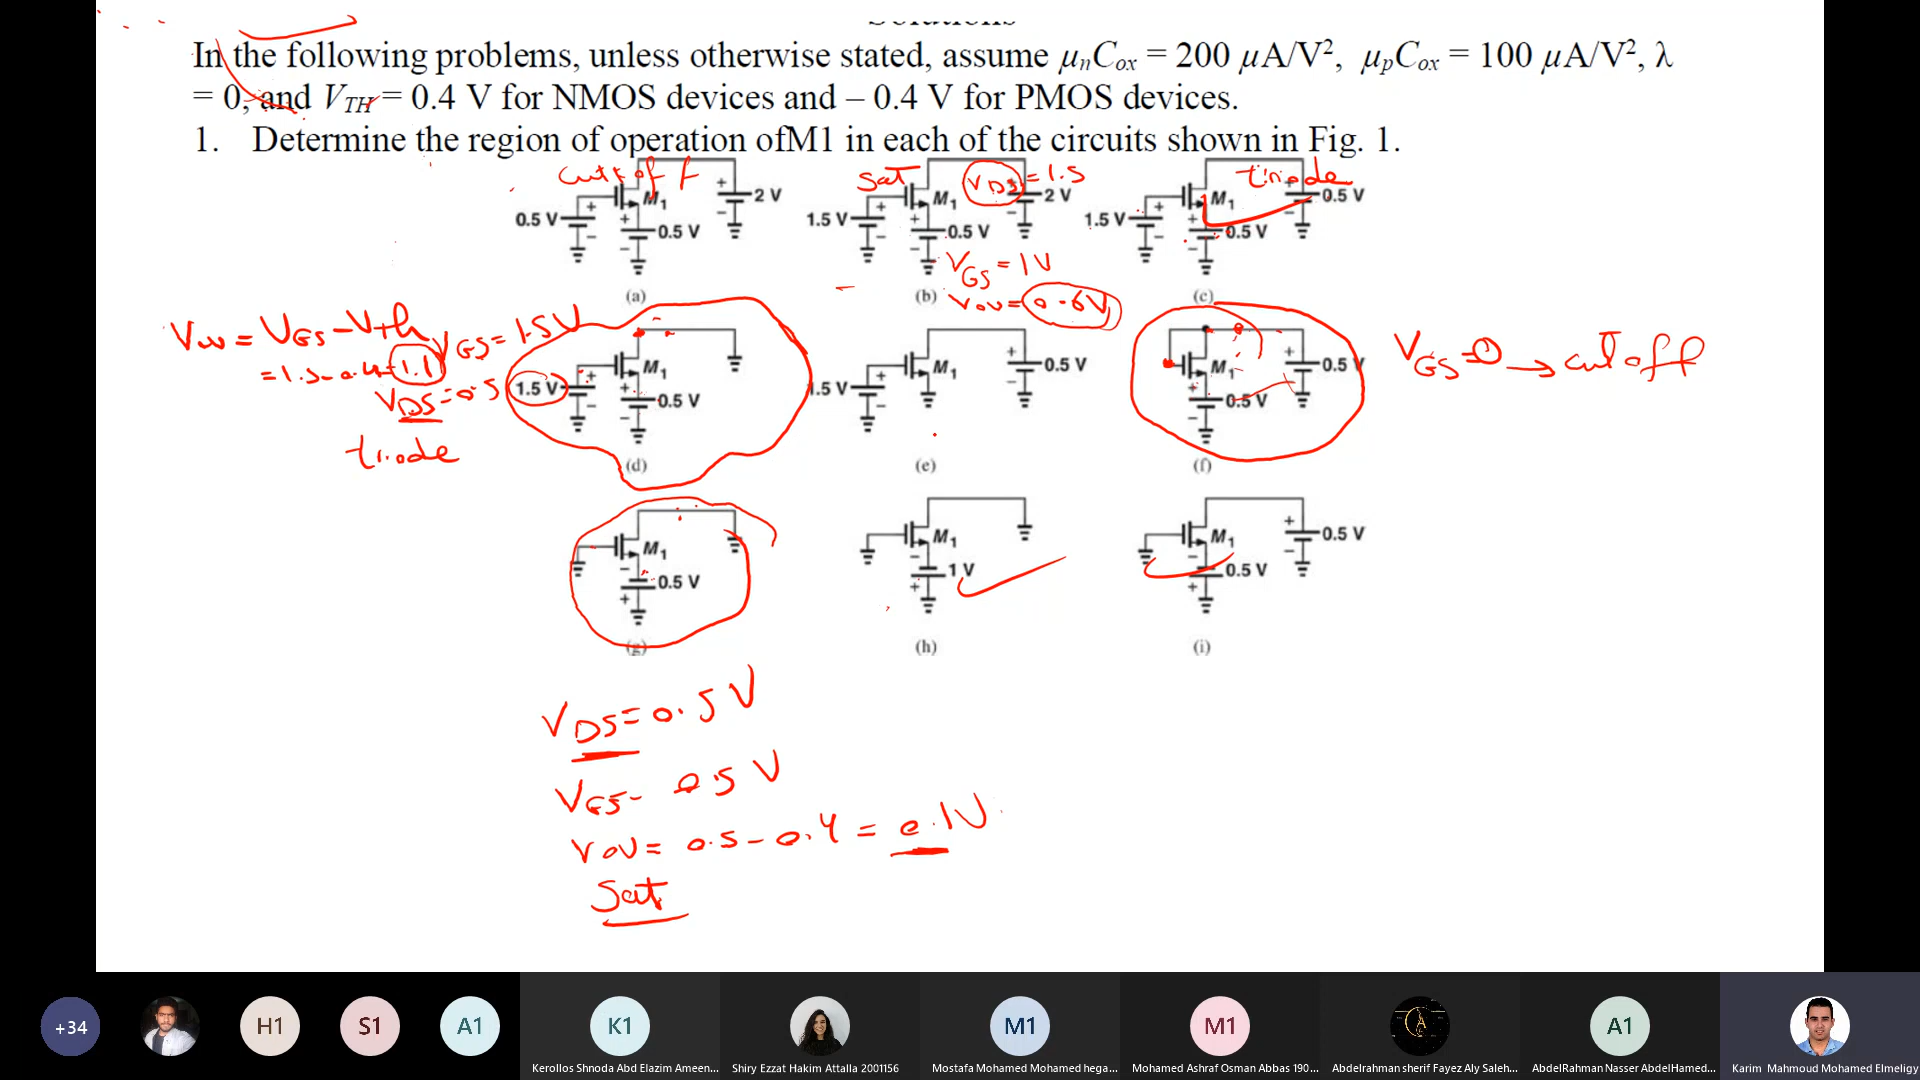 In the following problems, unless otherwise stated, assume μnCox = 200 μA/V², μpCox = 100 μA/V², λ
= 0, and VTH = 0.4 V for NMOS devices and – 0.4 V for PMOS devices.
1. Determine the region of operation ofM1 in each of the circuits shown in Fig. 1.
cut off
M1
2 V
0.5 V
0.5 V
(a)
Sat
VDS = 1.5
M1
2 V
1.5 V
0.5 V
VGS = 1V
VOV = 0.6V
(b)
triode
M1
0.5 V
1.5 V
0.5 V
(c)
VOV = VGS - Vth
= 1.5 - 0.4 = 1.1
VGS = 1.5V
VDS = 0.5
triode
M1
1.5 V
0.5 V
(d)
M1
0.5 V
1.5 V
(e)
M1
0.5 V
0.5 V
(f)
VGS = 0 → cut off
M1
0.5 V
(g)
M1
1 V
(h)
M1
0.5 V
0.5 V
(i)
VDS = 0.5 V
VGS = 0.5 V
VOV = 0.5 - 0.4 = 0.1V
Sat
+34
H1
S1
A1
K1
M1
M1
A1
Kerollos Shnoda Abd Elazim Ameen...
Shiry Ezzat Hakim Attalla 2001156
Mostafa Mohamed Mohamed hega...
Mohamed Ashraf Osman Abbas 190...
Abdelrahman sherif Fayez Aly Saleh...
AbdelRahman Nasser AbdelHamed...
Karim Mahmoud Mohamed Elmeligy